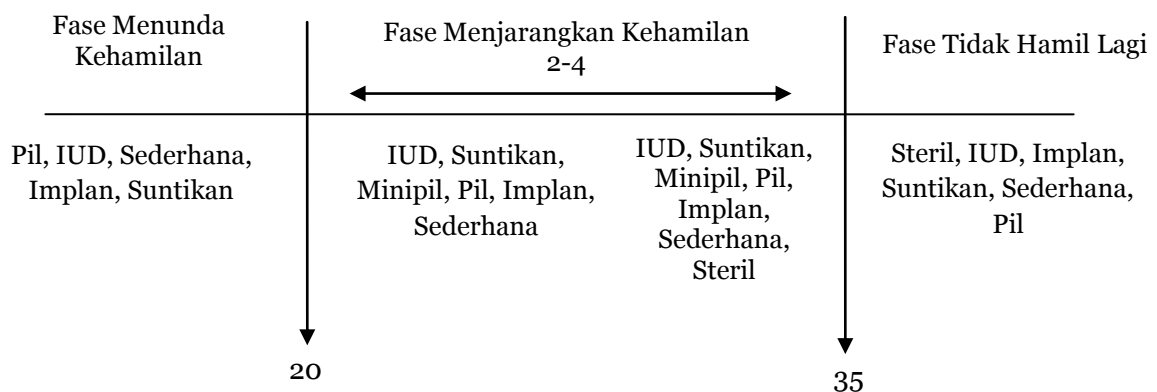 Fase Menunda
Kehamilan
Fase Menjarangkan Kehamilan
2-4
Fase Tidak Hamil Lagi
Pil, IUD, Sederhana,
Implan, Suntikan
IUD, Suntikan,
Minipil, Pil, Implan,
Sederhana
IUD, Suntikan,
Minipil, Pil,
Implan,
Sederhana,
Steril
Steril, IUD, Implan,
Suntikan, Sederhana,
Pil
20
35